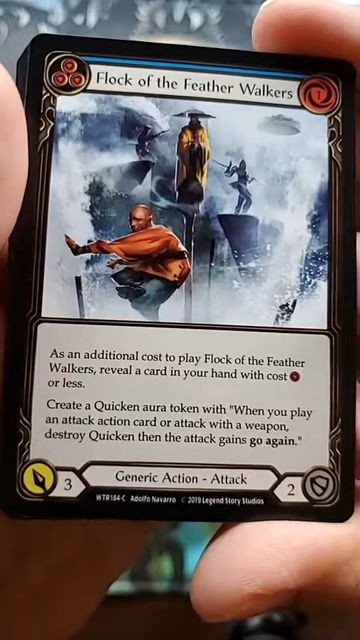 Flock of the Feather Walkers
1
As an additional cost to play Flock of the Feather
Walkers, reveal a card in your hand with cost
or less.
Create a Quicken aura token with "When you play
an attack action card or attack with a weapon,
destroy Quicken then the attack gains go again."
3
Generic Action - Attack
2
WTR184-C Adolfo Navarro © 2019 Legend Story Studios